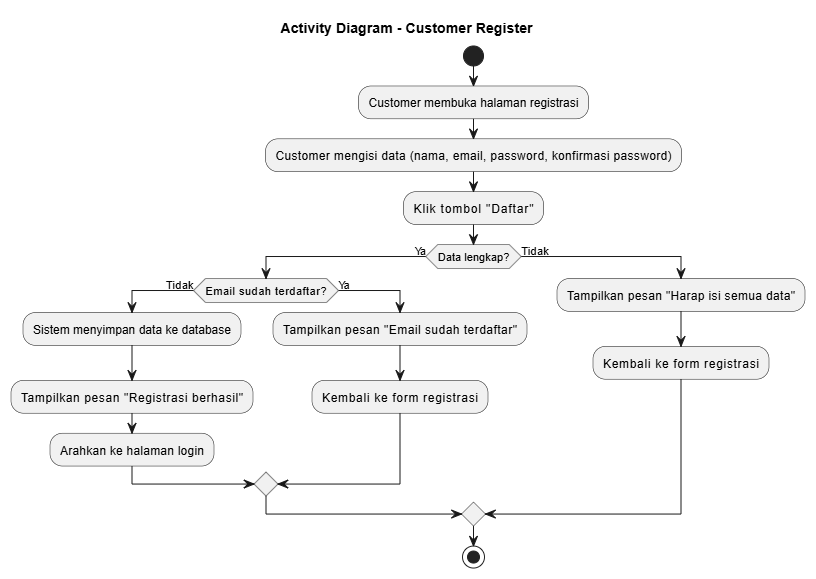 Activity Diagram - Customer Register
Customer membuka halaman registrasi
Customer mengisi data (nama, email, password, konfirmasi password)
Klik tombol "Daftar"
Ya
Data lengkap?
Tidak
Tidak
Email sudah terdaftar?
Ya
Tampilkan pesan "Harap isi semua data"
Sistem menyimpan data ke database
Tampilkan pesan "Email sudah terdaftar"
Kembali ke form registrasi
Tampilkan pesan "Registrasi berhasil"
Kembali ke form registrasi
Arahkan ke halaman login